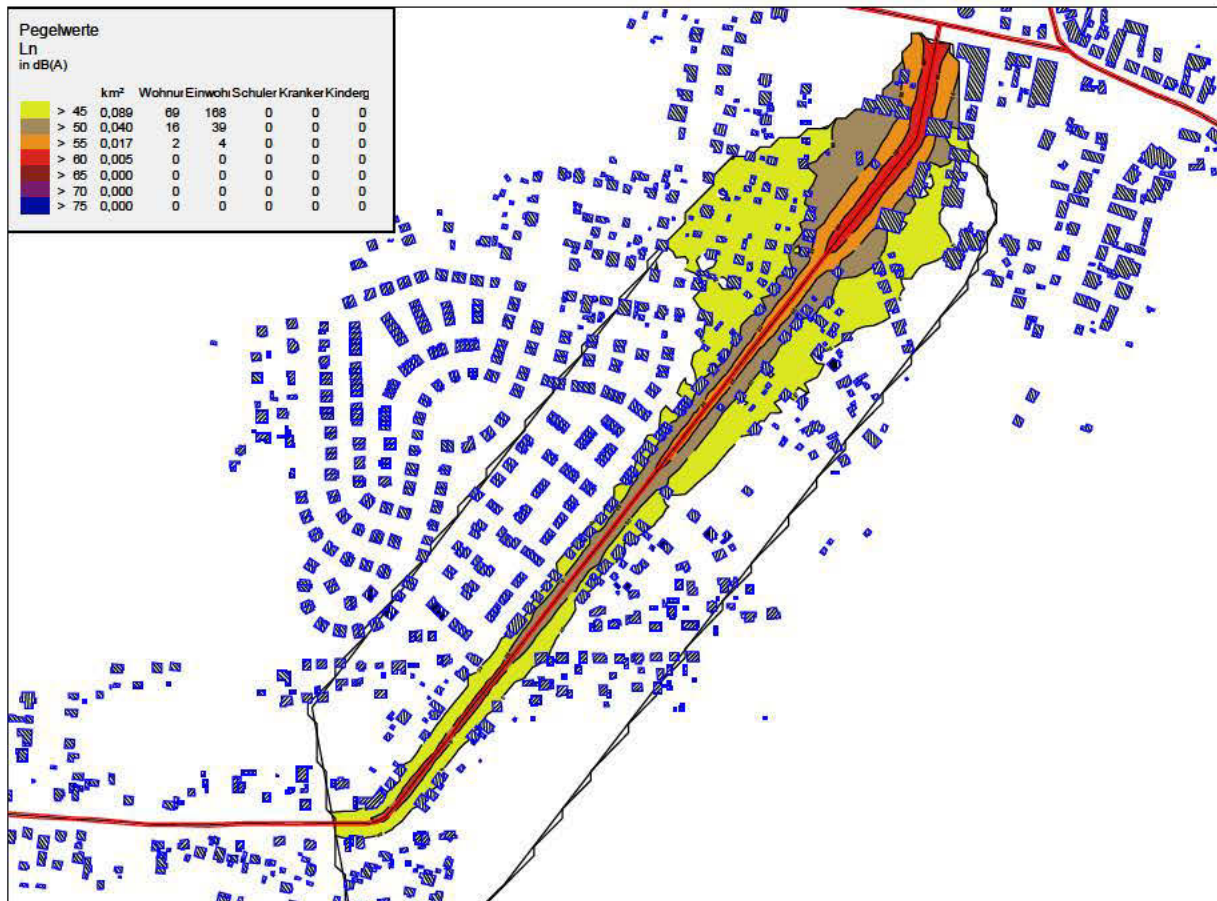 Pegelwerte
Ln
in dB(A)
km² Wohnur Einwohr Schuler Kranker Kinderg
> 45 0,089 69 168 0 0 0
> 50 0,040 16 39 0 0 0
> 55 0,017 2 4 0 0 0
> 60 0,005 0 0 0 0 0
> 65 0,000 0 0 0 0 0
> 70 0,000 0 0 0 0 0
> 75 0,000 0 0 0 0 0